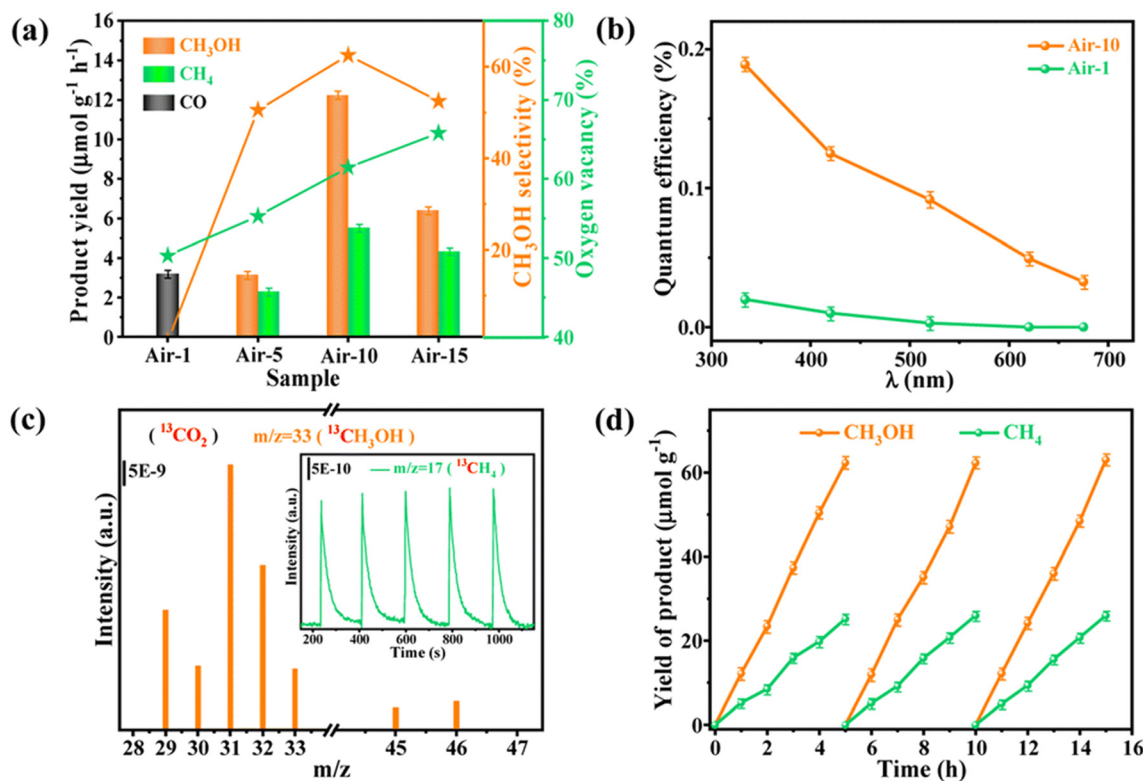 (a)
CH₃OH
CH₄
CO
Product yield (μmol g⁻¹ h⁻¹)
0
2
4
6
8
10
12
14
16
Air-1 Air-5 Air-10 Air-15
Sample
CH₃OH selectivity (%)
20
40
60
Oxygen vacancy (%)
40
50
60
70
80
(b)
Air-10
Air-1
Quantum efficiency (%)
0.2
0.1
0.0
300 400 500 600 700
λ (nm)
(c)
( ¹³CO₂ ) m/z=33 ( ¹³CH₃OH )
5E-9
Intensity (a.u.)
5E-10 m/z=17 ( ¹³CH₄ )
Intensity (a.u.)
200 400 600 800 1000
Time (s)
28 29 30 31 32 33 45 46 47
m/z
(d)
CH₃OH CH₄
Yield of product (μmol g⁻¹)
60
40
20
0
0 2 4 6 8 10 12 14 16
Time (h)